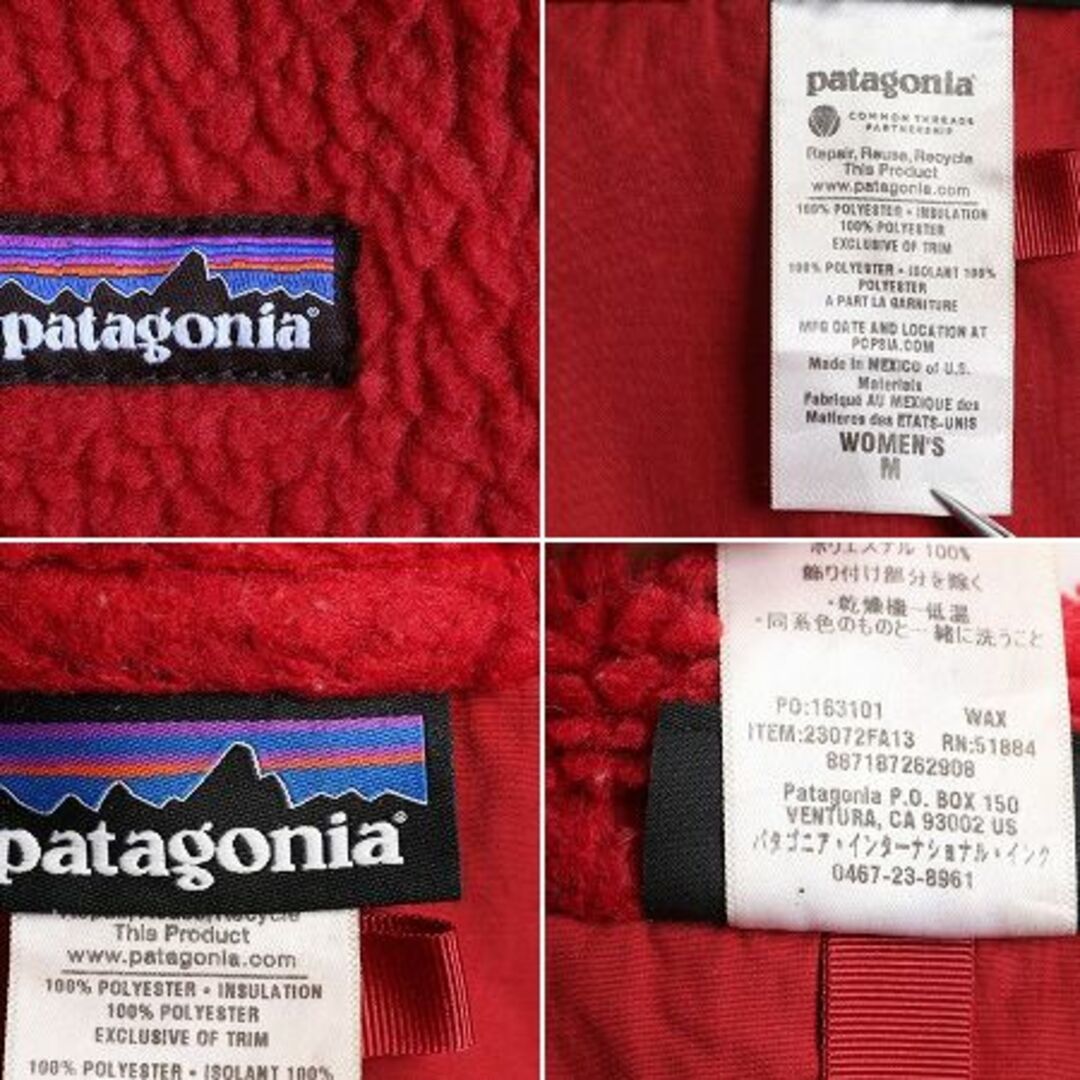 patagonia®
patagonia®
COMMON THREADS
PARTNERSHIP
Repair, Reuse, Recycle
This Product
www.patagonia.com
100% POLYESTER • INSULATION
100% POLYESTER
EXCLUSIVE OF TRIM
100% POLYESTER • ISOLANT 100%
POLYESTER
A PART LA GARNITURE
MFG DATE AND LOCATION AT
PCPSIA.COM
Made in MEXICO of U.S.
Materials
Fabriqué AU MEXIQUE des
Matieres des ETATS-UNIS
WOMEN'S
M
patagonia®
Repair, Reuse, Recycle
This Product
www.patagonia.com
100% POLYESTER • INSULATION
100% POLYESTER
EXCLUSIVE OF TRIM
100% POLYESTER • ISOLANT 100%
ポリエステル 100%
飾り付け部分を除く
・乾燥機－低温
・同系色のものと一緒に洗うこと
PO:163101 WAX
ITEM:23072FA13 RN:51884
887187262908
Patagonia P.O. BOX 150
VENTURA, CA 93002 US
パタゴニア・インターナショナル・インク
0467-23-8961